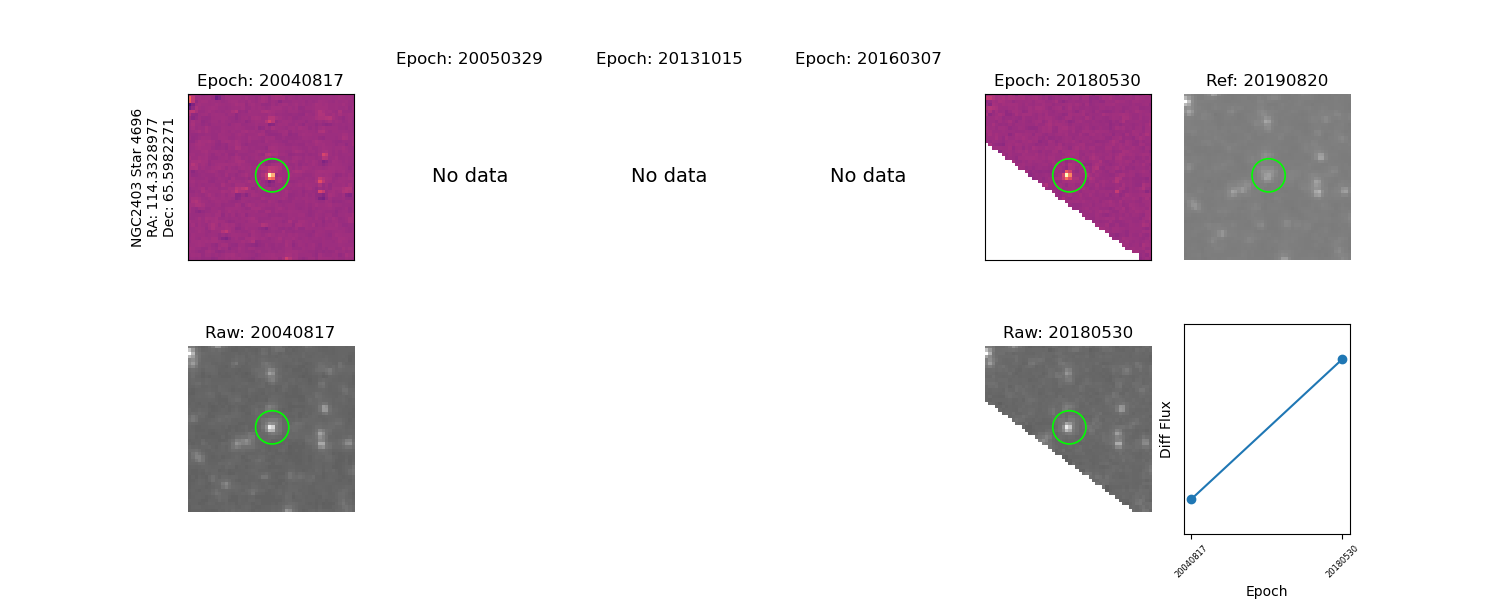 Epoch: 20040817
Epoch: 20050329
Epoch: 20131015
Epoch: 20160307
Epoch: 20180530
Ref: 20190820
NGC2403 Star 4696
RA: 114.3328977
Dec: 65.5982271
No data
No data
No data
Raw: 20040817
Raw: 20180530
Diff Flux
20040817
20180530
Epoch